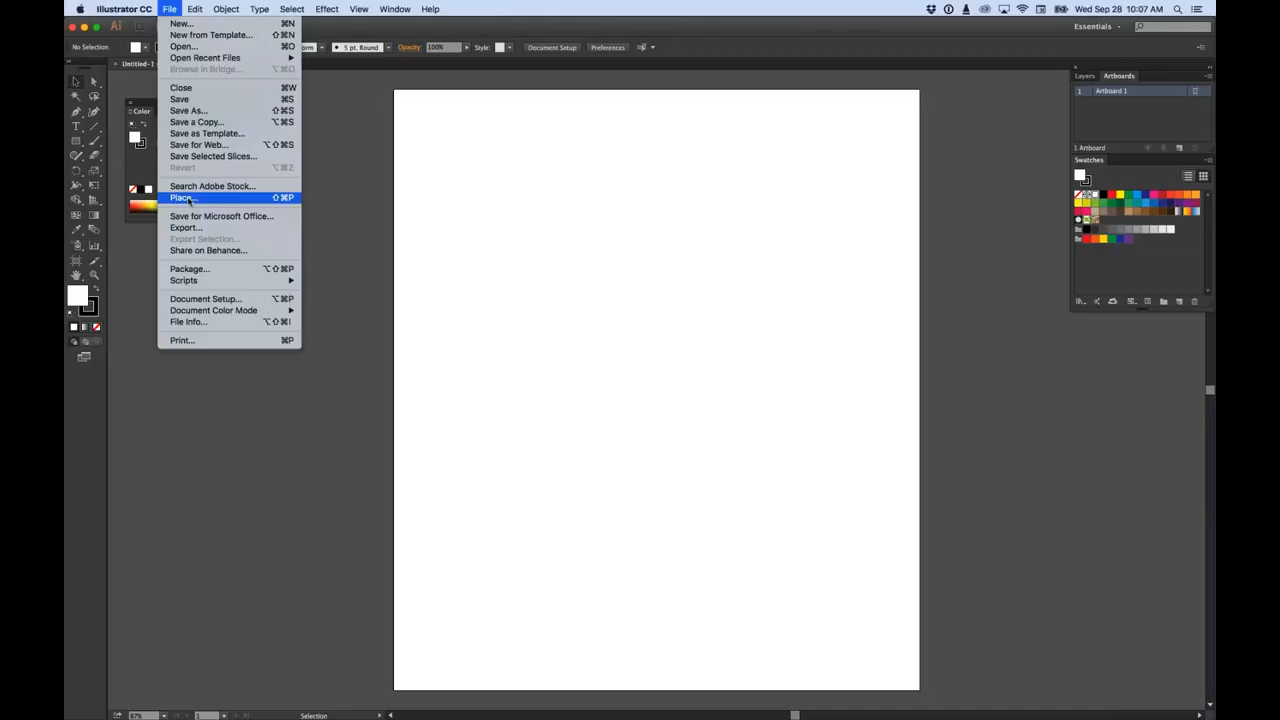 Illustrator CC File Edit Object Type Select Effect View Window Help Wed Sep 28 10:07 AM
Ai Essentials
No Selection 5 pt. Round Opacity: 100% Style: Document Setup Preferences
Untitled-1
New... ⌘N
New from Template... ⇧⌘N
Open... ⌘O
Open Recent Files
Browse in Bridge... ⌥⌘O
Close ⌘W
Save ⌘S
Save As... ⇧⌘S
Save a Copy... ⌥⌘S
Save as Template...
Save for Web... ⌥⇧⌘S
Save Selected Slices...
Revert ⌥⌘Z
Search Adobe Stock...
Place... ⇧⌘P
Save for Microsoft Office...
Export...
Export Selection...
Share on Behance...
Package... ⌥⇧⌘P
Scripts
Document Setup... ⌥⌘P
Document Color Mode
File Info... ⌥⇧⌘I
Print... ⌘P
Color
Layers Artboards
1 Artboard 1
1 Artboard
Swatches
87% 1 Selection